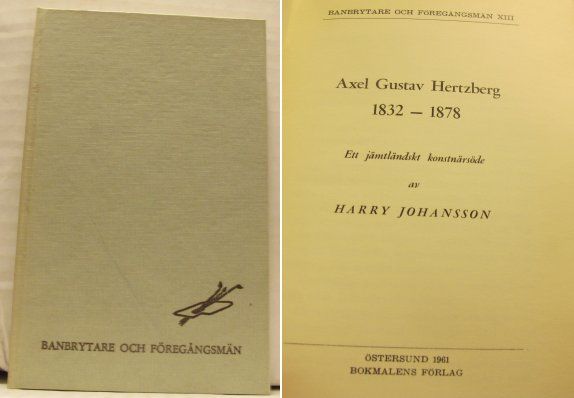 BANBRYTARE OCH FÖREGÅNGSMÄN
BANBRYTARE OCH FÖREGÅNGSMÄN XIII
Axel Gustav Hertzberg
1832 — 1878
Ett jämtländskt konstnärsöde
av
HARRY JOHANSSON
ÖSTERSUND 1961
BOKMALENS FÖRLAG